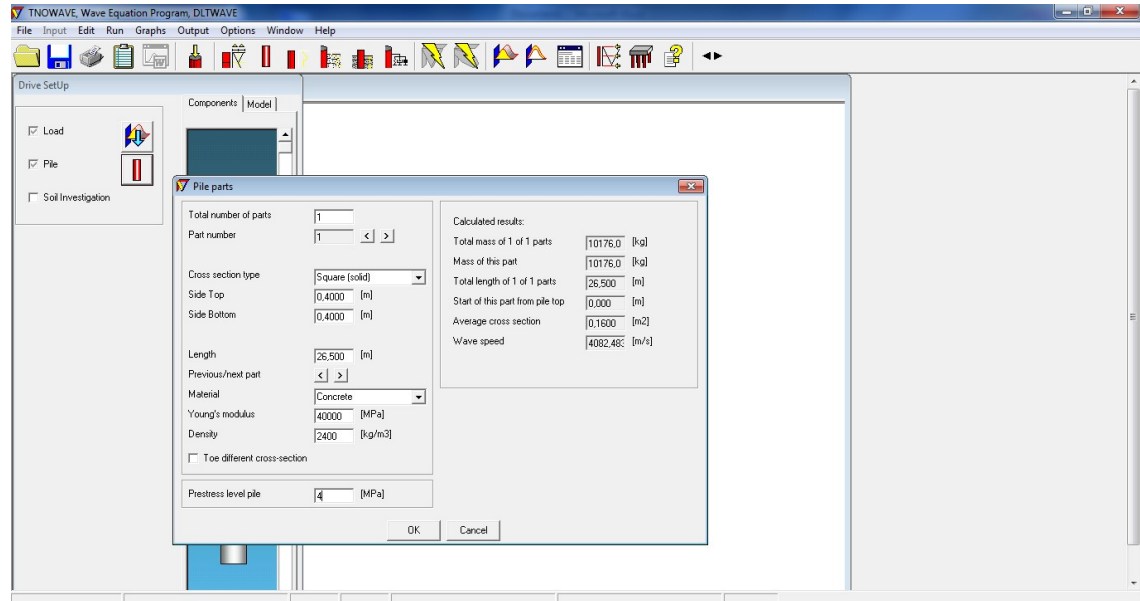 TNOWAVE, Wave Equation Program, DLTWAVE
File Input Edit Run Graphs Output Options Window Help
Drive SetUp
Components Model
Load
Pile
Soil Investigation
Pile parts
Total number of parts 1
Part number 1 < >
Cross section type Square (solid)
Side Top 0,4000 [m]
Side Bottom 0,4000 [m]
Length 26,500 [m]
Previous/next part < >
Material Concrete
Young's modulus 40000 [MPa]
Density 2400 [kg/m3]
Toe different cross-section
Prestress level pile 4 [MPa]
Calculated results:
Total mass of 1 of 1 parts 10176,0 [kg]
Mass of this part 10176,0 [kg]
Total length of 1 of 1 parts 26,500 [m]
Start of this part from pile top 0,000 [m]
Average cross section 0,1600 [m2]
Wave speed 4082,483 [m/s]
OK Cancel